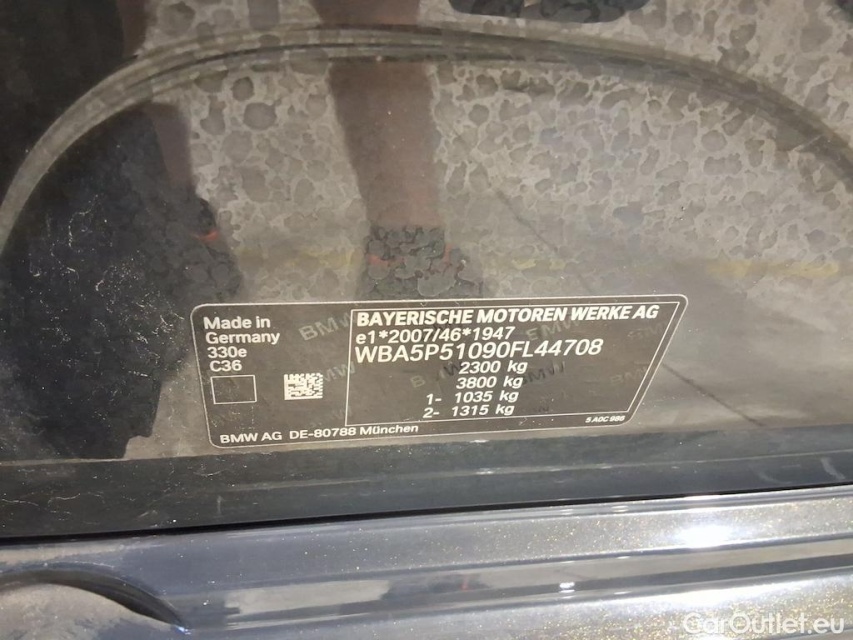 Made in
Germany
330e
C36
BMW AG DE-80788 München
BAYERISCHE MOTOREN WERKE AG
e1*2007/46*1947
WBA5P51090FL44708
2300 kg
3800 kg
1- 1035 kg
2- 1315 kg
CarOutlet.eu